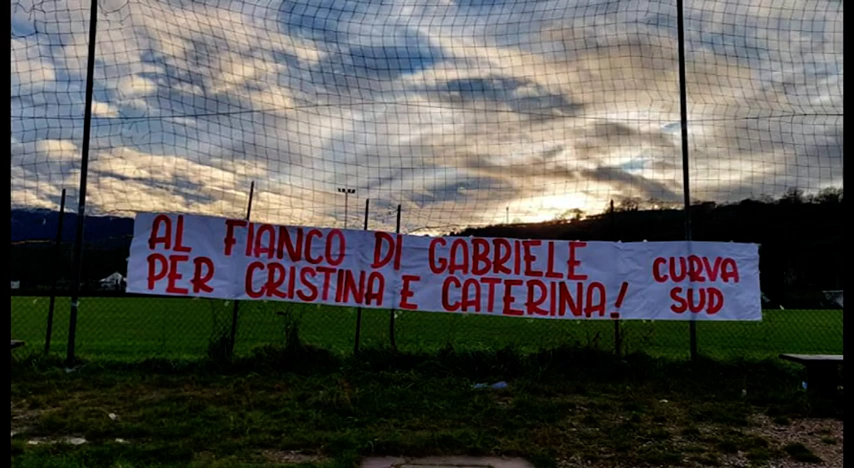 AL FIANCO DI GABRIELE
PER CRISTINA E CATERINA!
CURVA
SUD